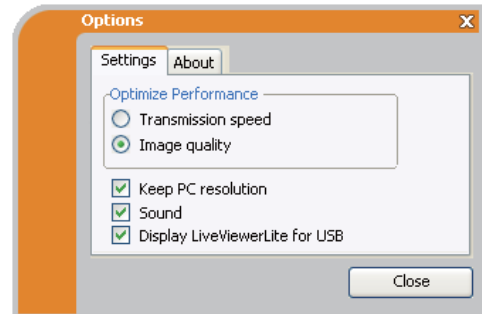 Options
Settings About
Optimize Performance
Transmission speed
Image quality
Keep PC resolution
Sound
Display LiveViewerLite for USB
Close